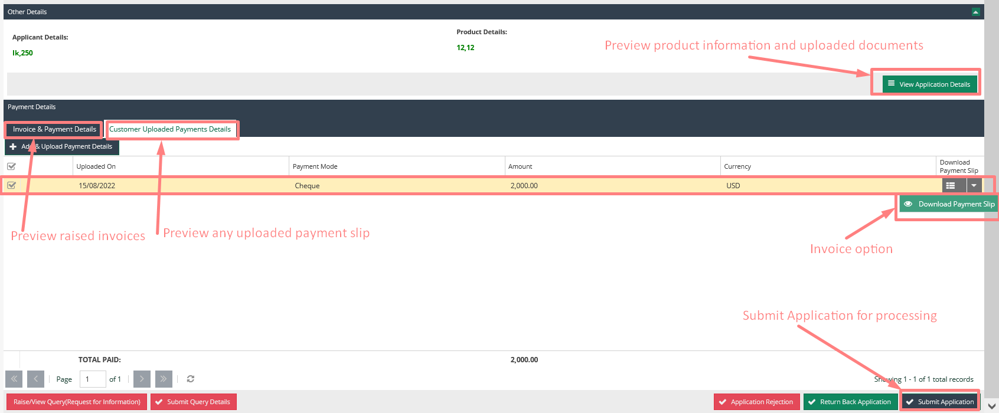 Other Details
Applicant Details:
Product Details:
lk,250
12,12
Preview product information and uploaded documents
View Application Details
Payment Details
Invoice & Payment Details
Customer Uploaded Payments Details
Add & Upload Payment Details
Uploaded On
Payment Mode
Amount
Currency
Download
Payment Slip
15/08/2022
Cheque
2,000.00
USD
Download Payment Slip
Preview raised invoices
Preview any uploaded payment slip
Invoice option
Submit Application for processing
TOTAL PAID:
2,000.00
Page
1
of 1
Showing 1 - 1 of 1 total records
Raise/View Query(Request for Information)
Submit Query Details
Application Rejection
Return Back Application
Submit Application